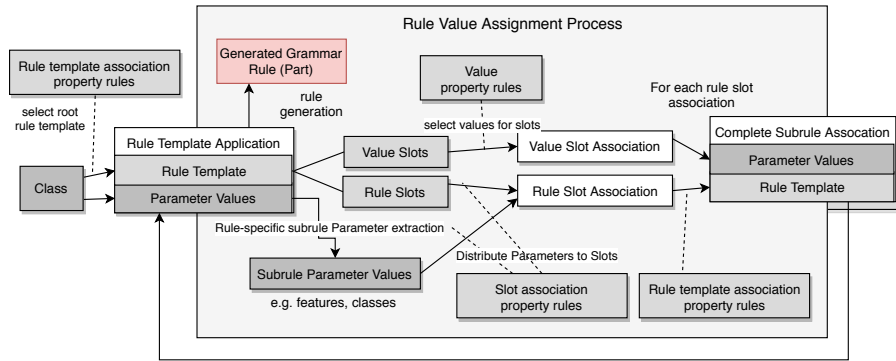 Rule Value Assignment Process
Rule template association
property rules
Generated Grammar
Rule (Part)
Value
property rules
select root
rule template
rule
generation
For each rule slot
association
select values for slots
Rule Template Application
Rule Template
Parameter Values
Class
Value Slots
Rule Slots
Value Slot Association
Rule Slot Association
Complete Subrule Assocation
Parameter Values
Rule Template
Rule-specific subrule Parameter extraction
Distribute Parameters to Slots
Subrule Parameter Values
e.g. features, classes
Slot association
property rules
Rule template association
property rules